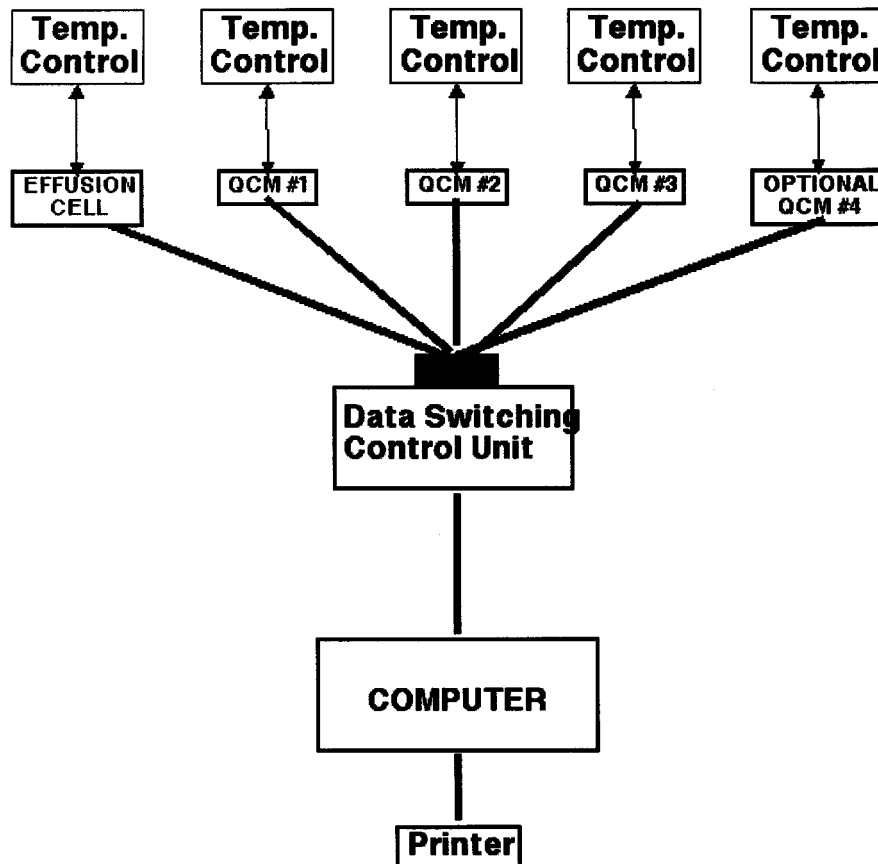 Temp.
Control
Temp.
Control
Temp.
Control
Temp.
Control
Temp.
Control
EFFUSION
CELL
QCM #1
QCM #2
QCM #3
OPTIONAL
QCM #4
Data Switching
Control Unit
COMPUTER
Printer